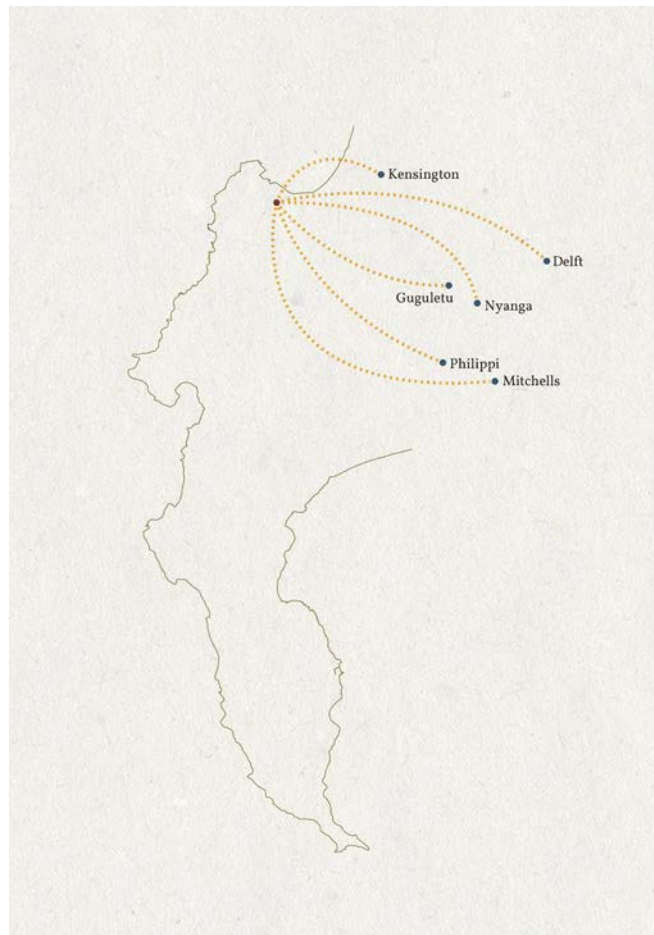 Kensington
Delft
Guguletu
Nyanga
Philippi
Mitchells